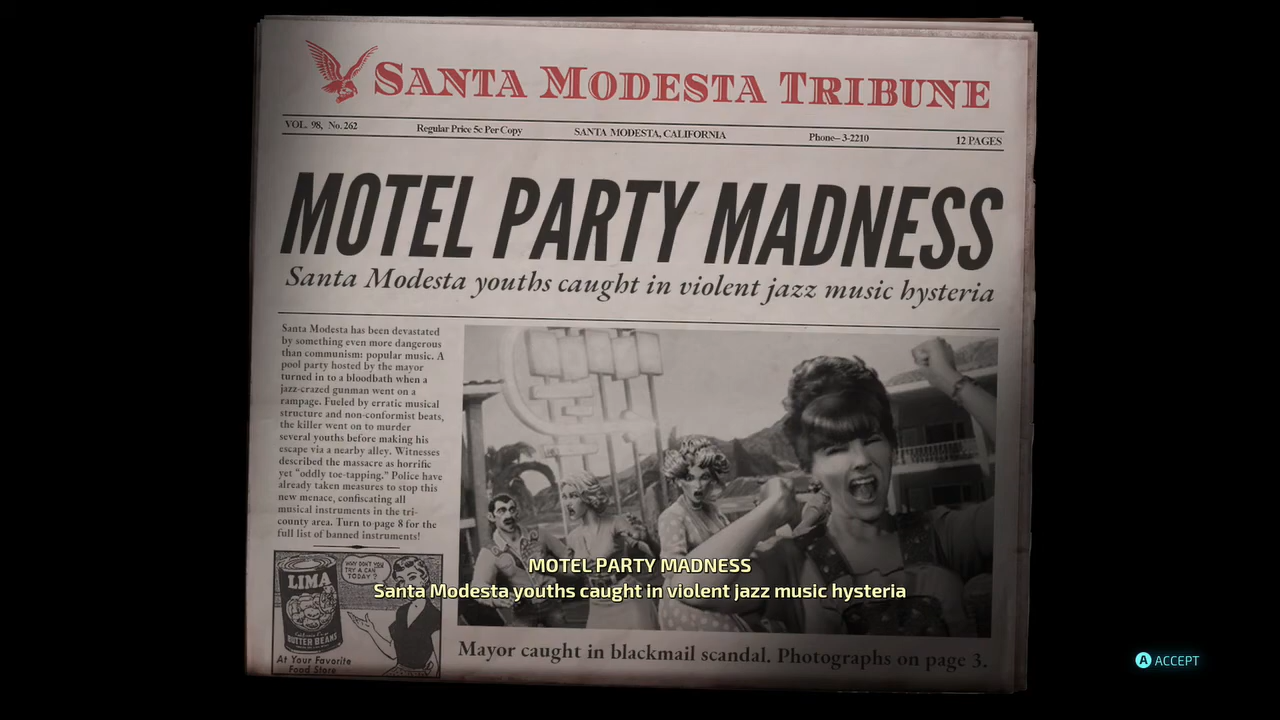 SANTA MODESTA TRIBUNE
VOL. 98, No. 262
Regular Price 5c Per Copy
SANTA MODESTA, CALIFORNIA
Phone–3-2210
12 PAGES
MOTEL PARTY MADNESS
Santa Modesta youths caught in violent jazz music hysteria
Santa Modesta has been devastated
by something even more dangerous
than communism: popular music. A
pool party hosted by the mayor
turned in to a bloodbath when a
jazz-crazed gunman went on a
rampage. Fueled by erratic musical
structure and non-conformist beats,
the killer went on to murder
several youths before making his
escape via a nearby alley. Witnesses
described the massacre as horrific
yet "oddly toe-tapping." Police have
already taken measures to stop this
new menace, confiscating all
musical instruments in the tri-
county area. Turn to page 8 for the
full list of banned instruments!
WHY DON'T YOU
TRY A CAN
TODAY?
LIMA
BUTTER BEANS
At Your Favorite
Food Store
MOTEL PARTY MADNESS
Santa Modesta youths caught in violent jazz music hysteria
Mayor caught in blackmail scandal. Photographs on page 3.
A ACCEPT